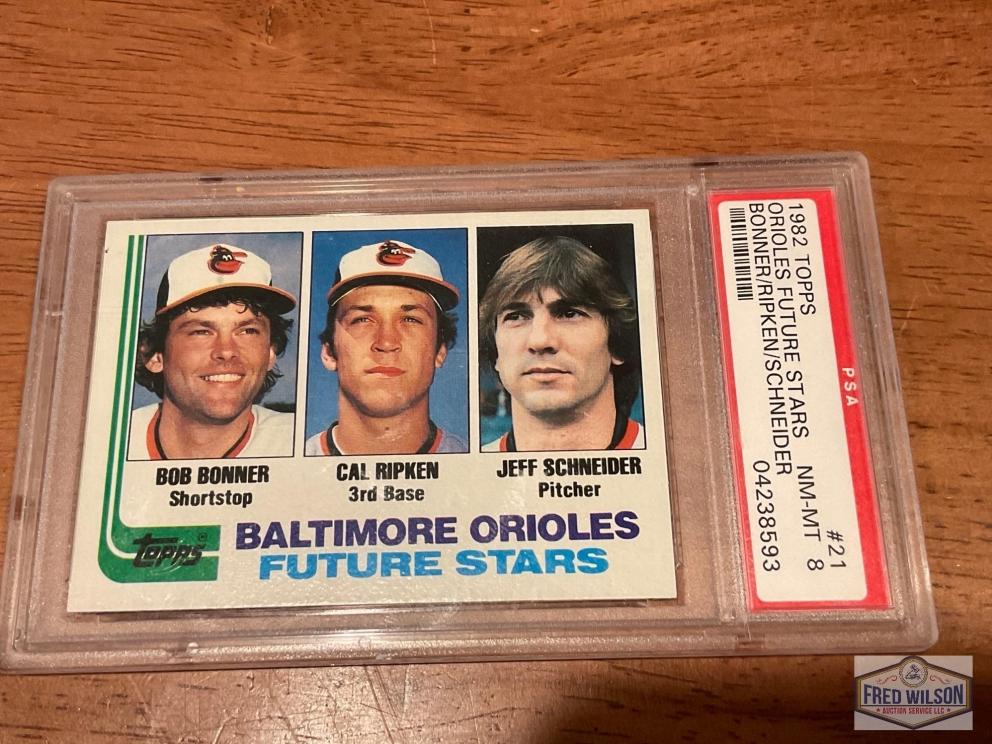 BOB BONNER
Shortstop
CAL RIPKEN
3rd Base
JEFF SCHNEIDER
Pitcher
TOPPS®
BALTIMORE ORIOLES
FUTURE STARS
PSA
1982 TOPPS #21
ORIOLES FUTURE STARS NM-MT 8
BONNER/RIPKEN/SCHNEIDER 04238593
FRED WILSON
AUCTION SERVICE LLC